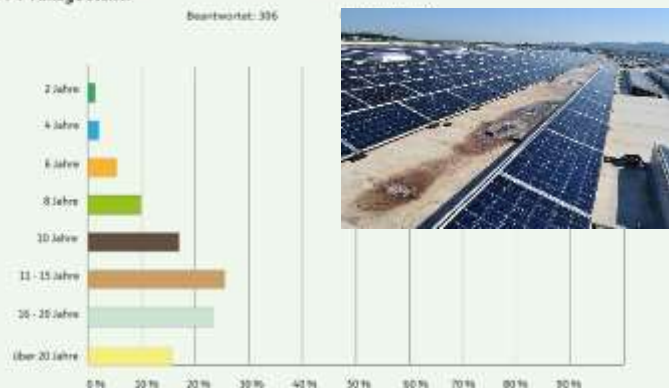 Beantwortet: 306
2 Jahre
4 Jahre
6 Jahre
8 Jahre
10 Jahre
11 - 15 Jahre
16 - 20 Jahre
über 20 Jahre
0 % 10 % 20 % 30 % 40 % 50 % 60 % 70 % 80 % 90 %